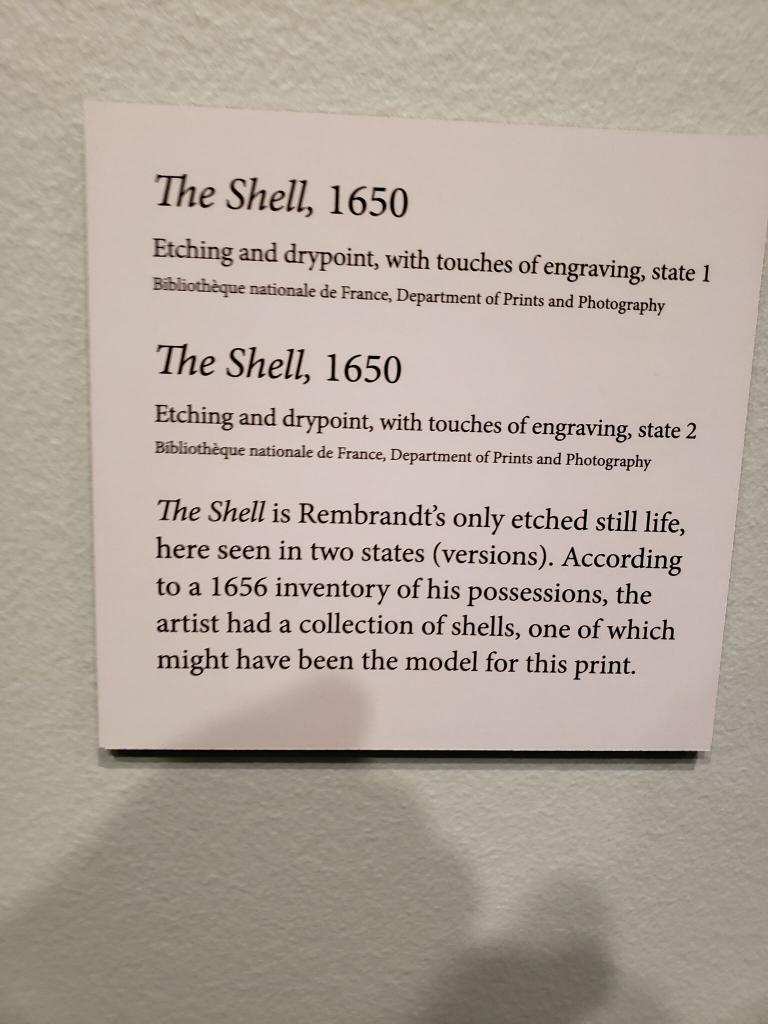 The Shell, 1650
Etching and drypoint, with touches of engraving, state 1
Bibliothèque nationale de France, Department of Prints and Photography
The Shell, 1650
Etching and drypoint, with touches of engraving, state 2
Bibliothèque nationale de France, Department of Prints and Photography
The Shell is Rembrandt’s only etched still life,
here seen in two states (versions). According
to a 1656 inventory of his possessions, the
artist had a collection of shells, one of which
might have been the model for this print.